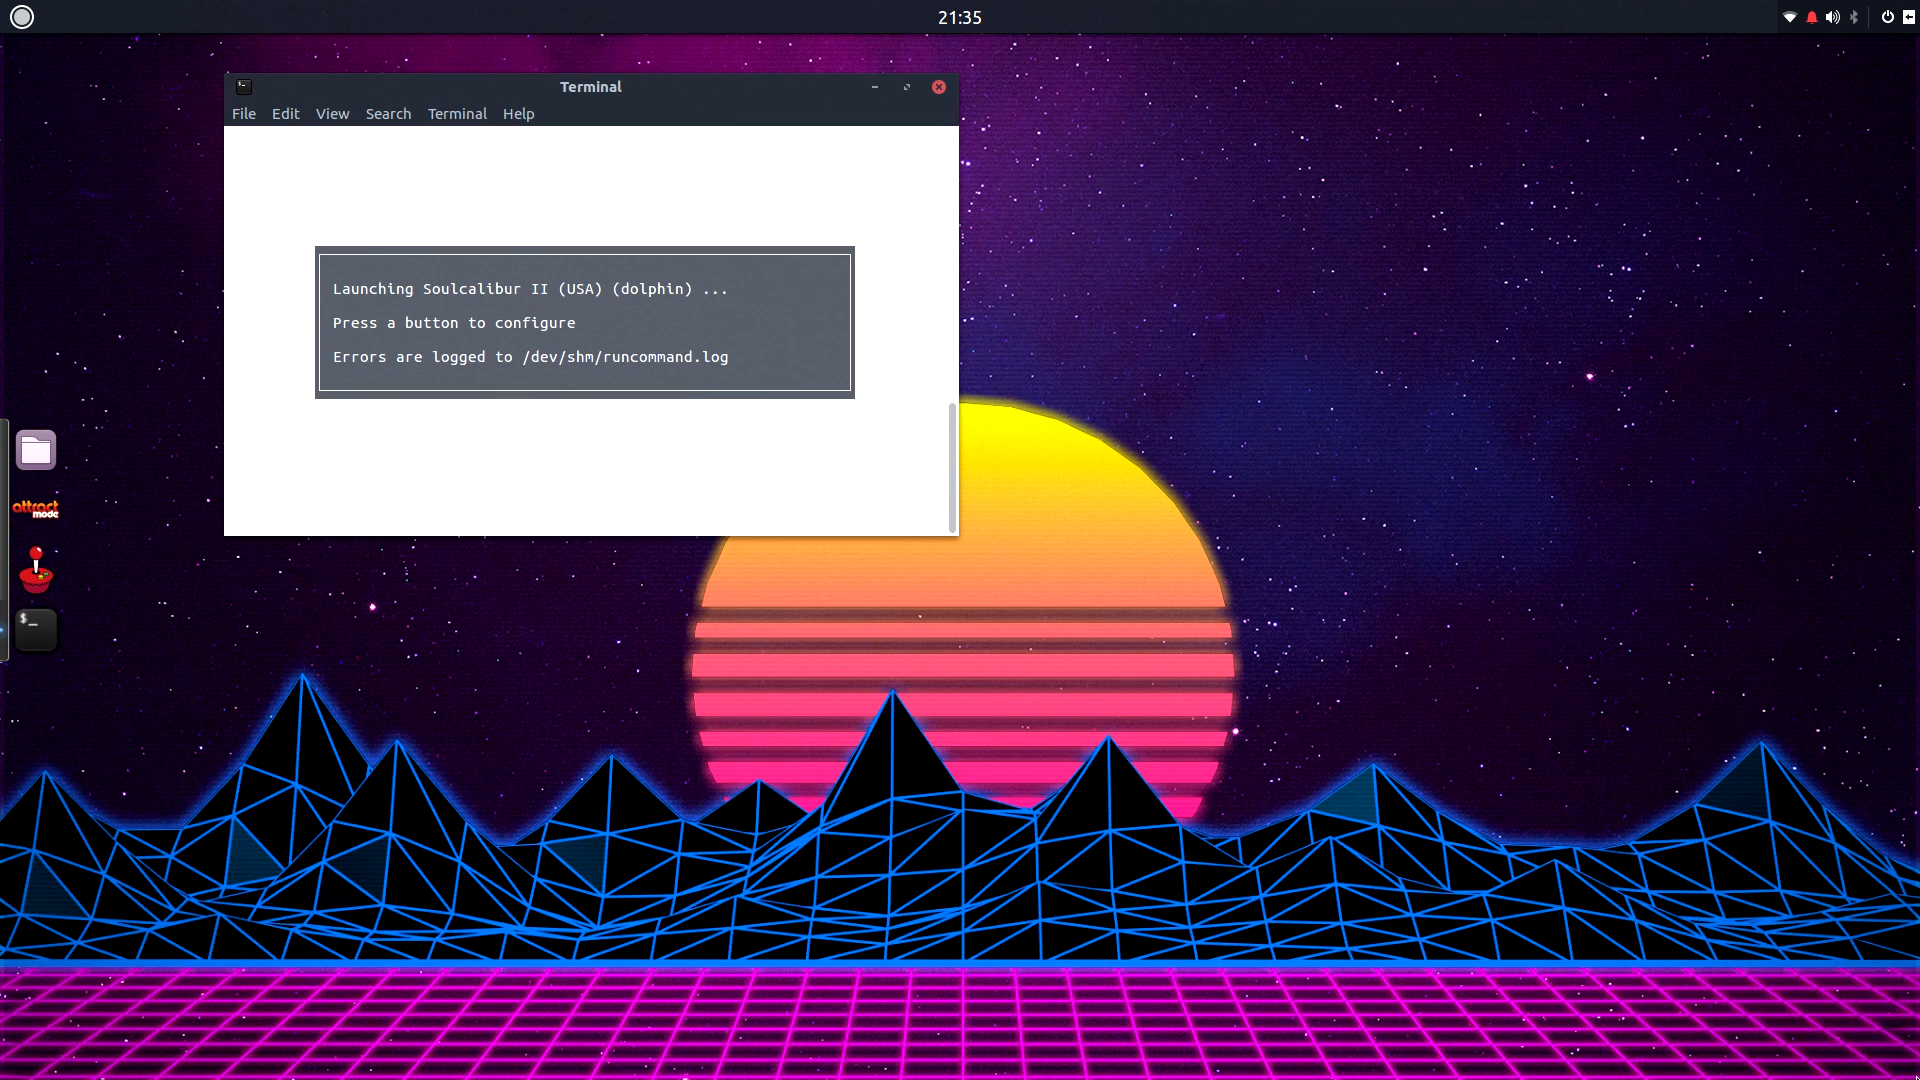 21:35
Terminal
File Edit View Search Terminal Help
Launching Soulcalibur II (USA) (dolphin) ...
Press a button to configure
Errors are logged to /dev/shm/runcommand.log
attract
mode
$_